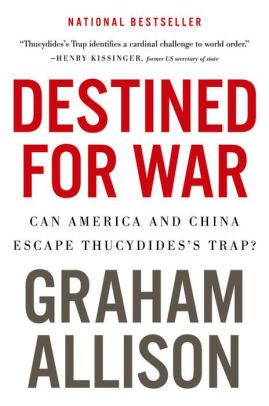 NATIONAL BESTSELLER
“Thucydides’s Trap identifies a cardinal challenge to world order.”
—HENRY KISSINGER, former US secretary of state
DESTINED
FOR WAR
CAN AMERICA AND CHINA
ESCAPE THUCYDIDES’S TRAP?
GRAHAM
ALLISON